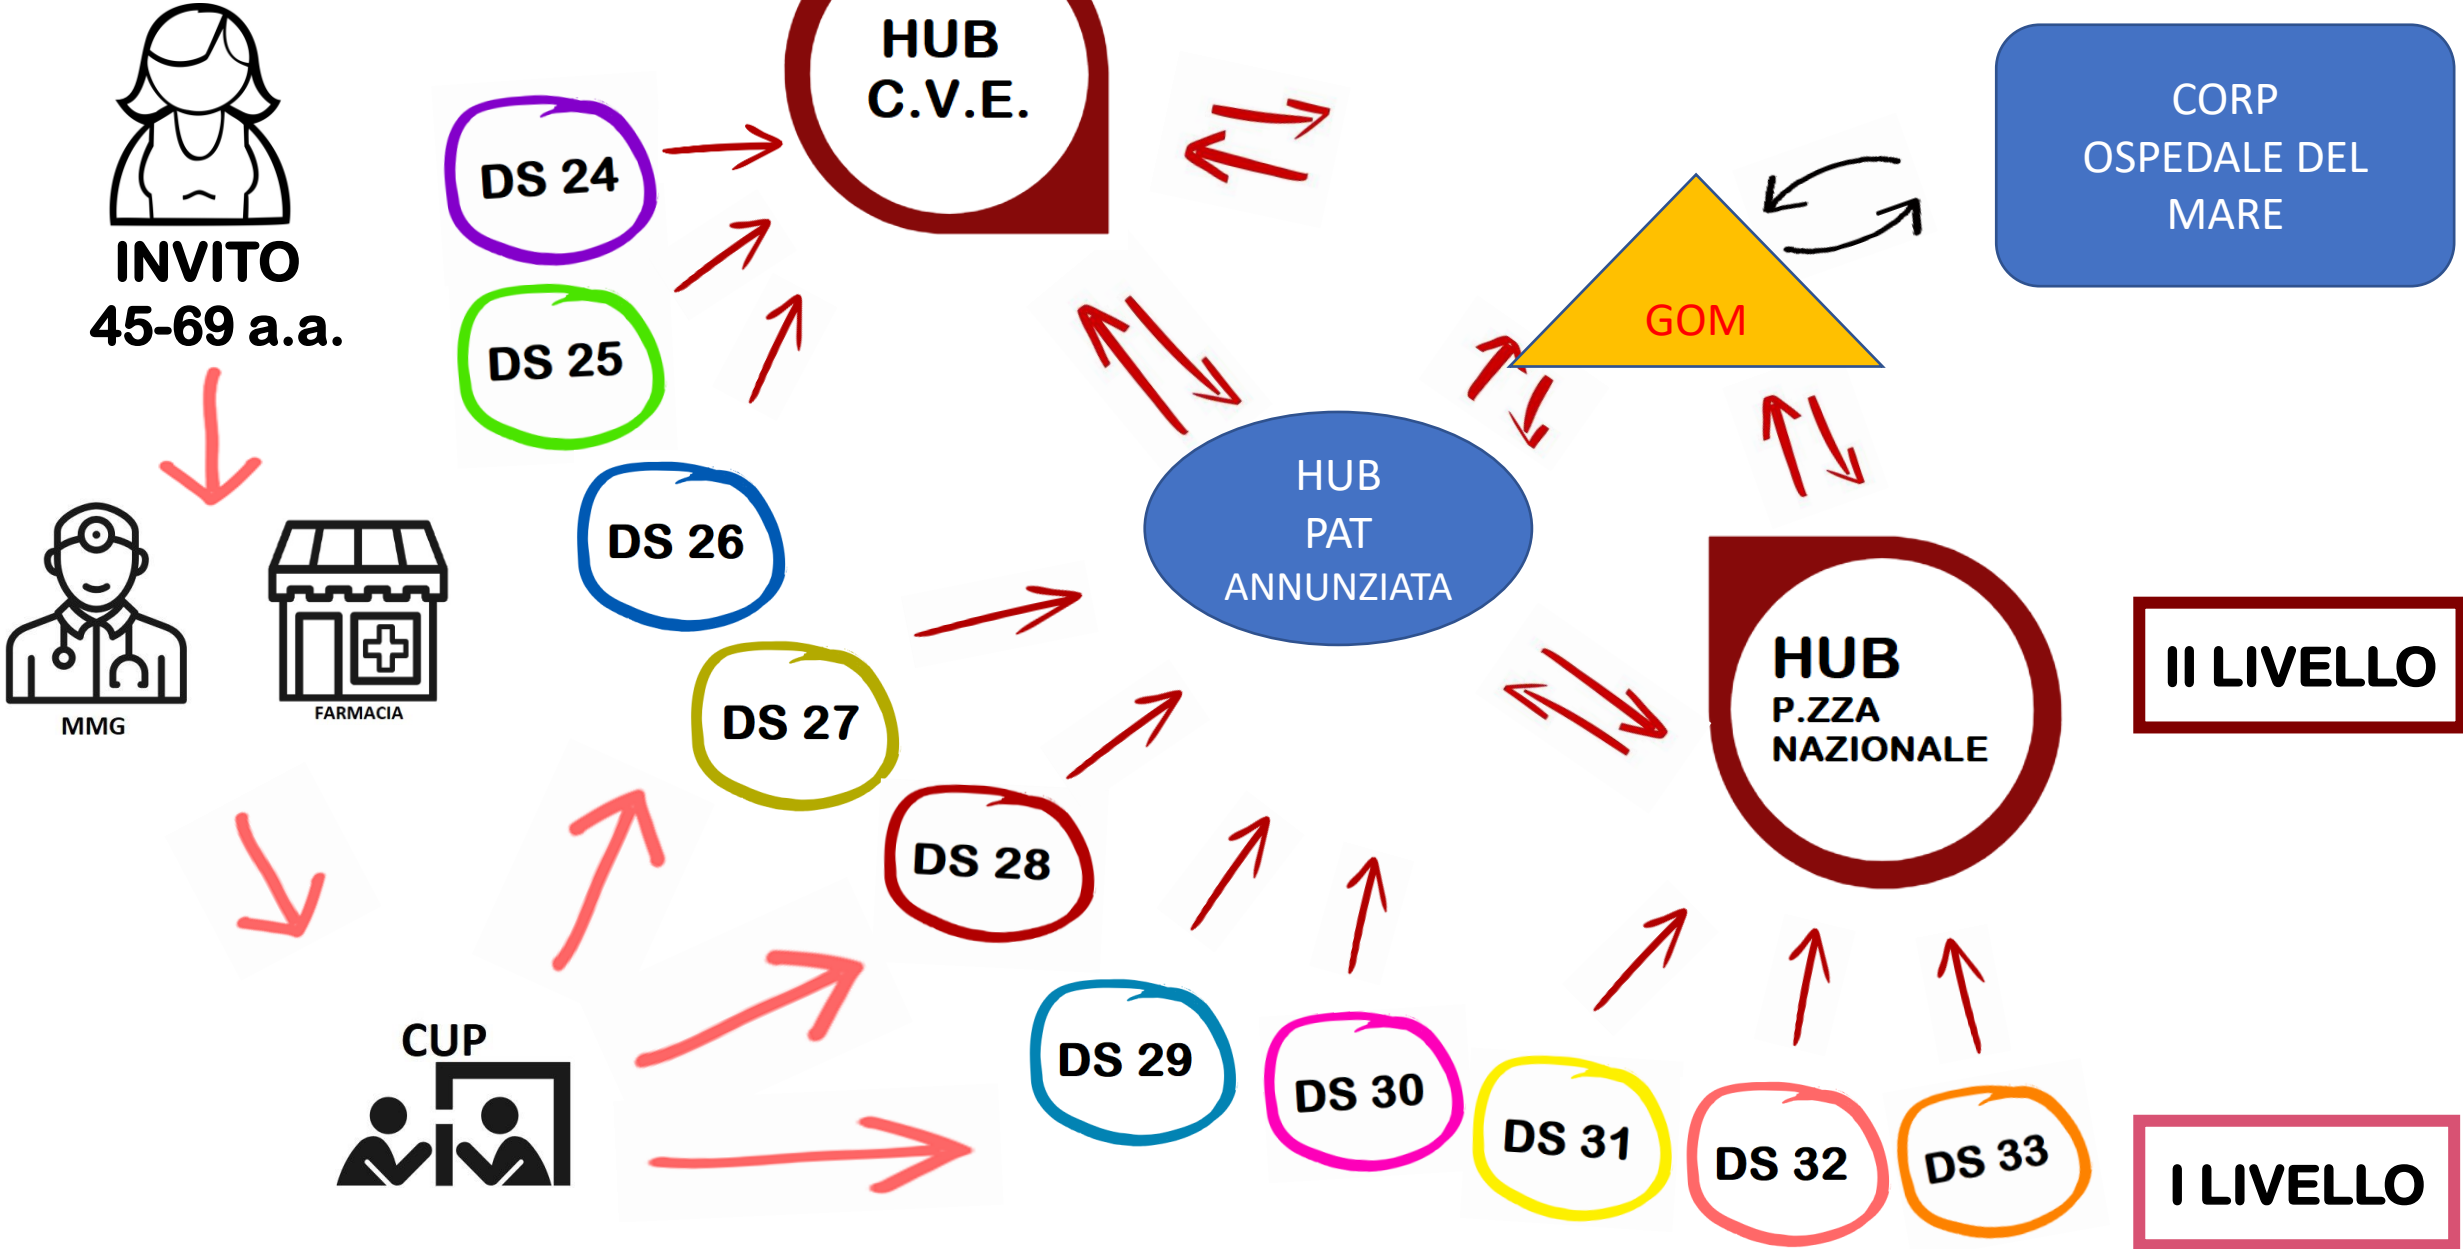 HUB
C.V.E.
CORP
OSPEDALE DEL
MARE
DS 24
INVITO
45-69 a.a.
GOM
DS 25
HUB
PAT
ANNUNZIATA
DS 26
HUB
P.ZZA
NAZIONALE
II LIVELLO
MMG
FARMACIA
DS 27
DS 28
CUP
DS 29
DS 30
DS 31
DS 32
DS 33
I LIVELLO